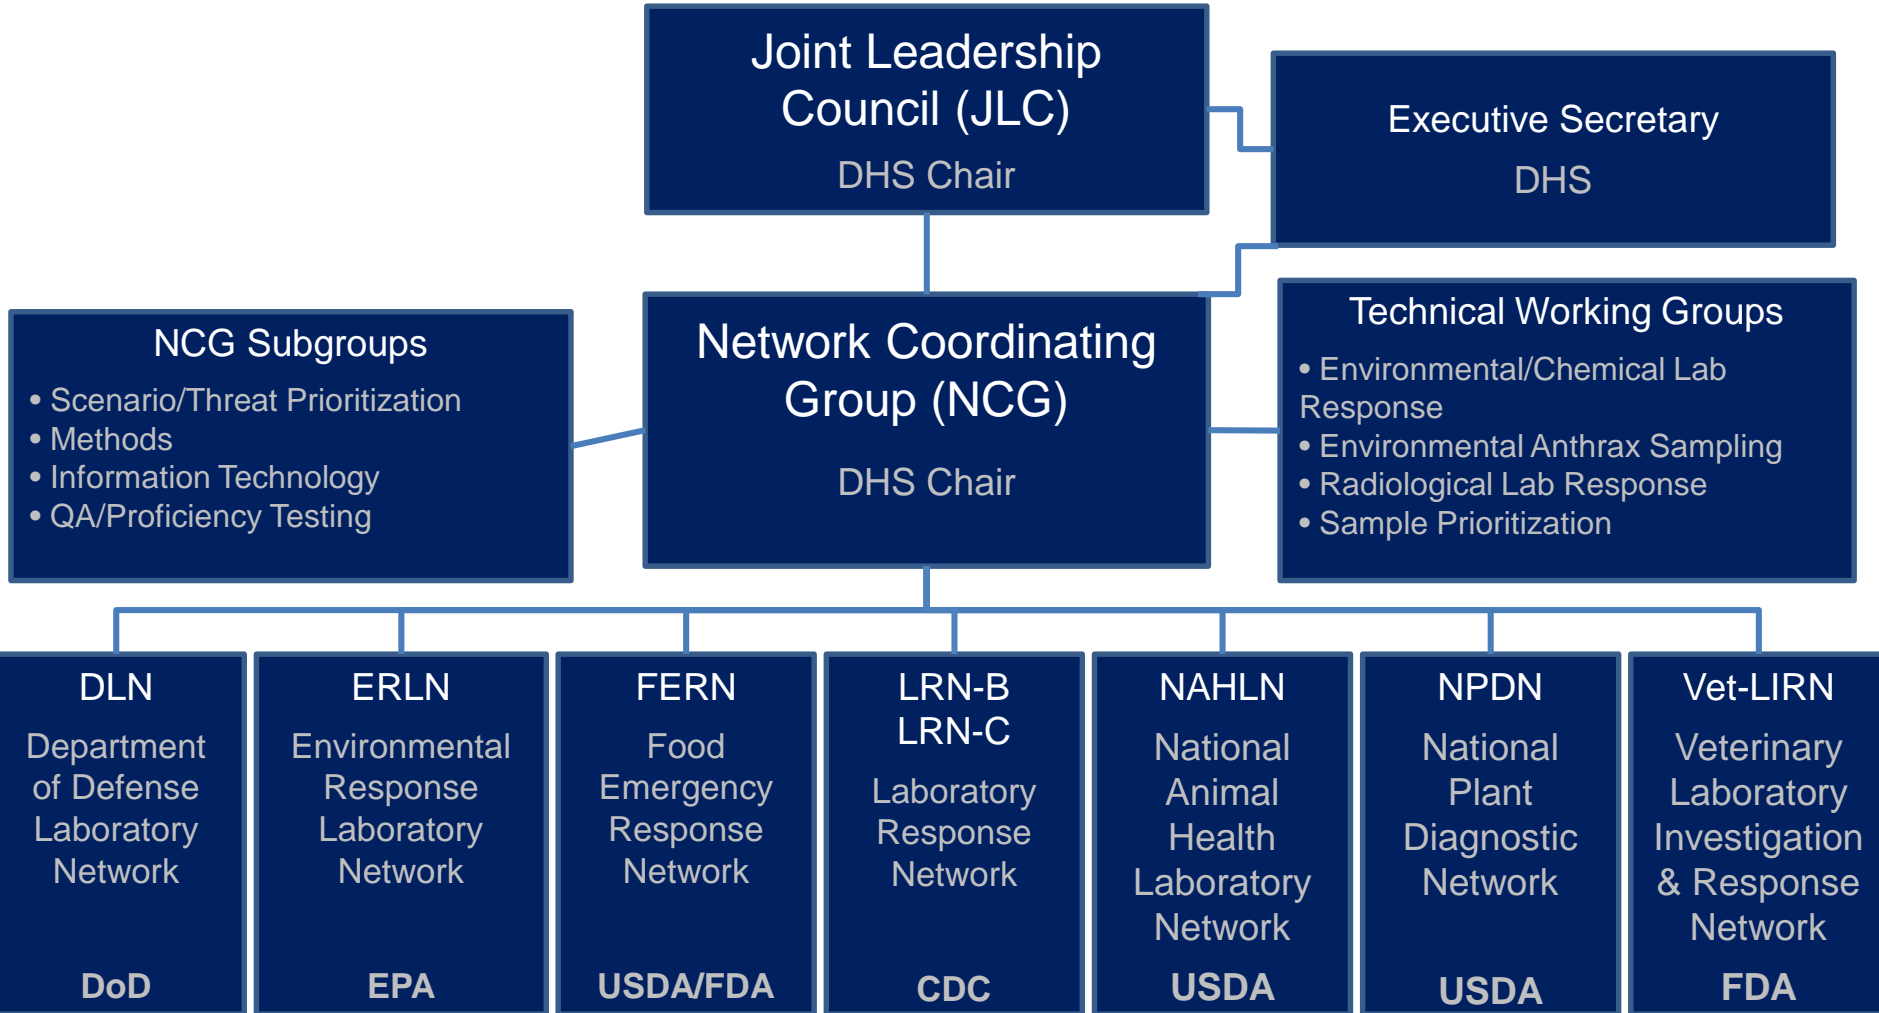 Joint Leadership
Council (JLC)
DHS Chair
Executive Secretary
DHS
NCG Subgroups
• Scenario/Threat Prioritization
• Methods
• Information Technology
• QA/Proficiency Testing
Network Coordinating
Group (NCG)
DHS Chair
Technical Working Groups
• Environmental/Chemical Lab
Response
• Environmental Anthrax Sampling
• Radiological Lab Response
• Sample Prioritization
DLN
Department
of Defense
Laboratory
Network
DoD
ERLN
Environmental
Response
Laboratory
Network
EPA
FERN
Food
Emergency
Response
Network
USDA/FDA
LRN-B
LRN-C
Laboratory
Response
Network
CDC
NAHLN
National
Animal
Health
Laboratory
Network
USDA
NPDN
National
Plant
Diagnostic
Network
USDA
Vet-LIRN
Veterinary
Laboratory
Investigation
& Response
Network
FDA